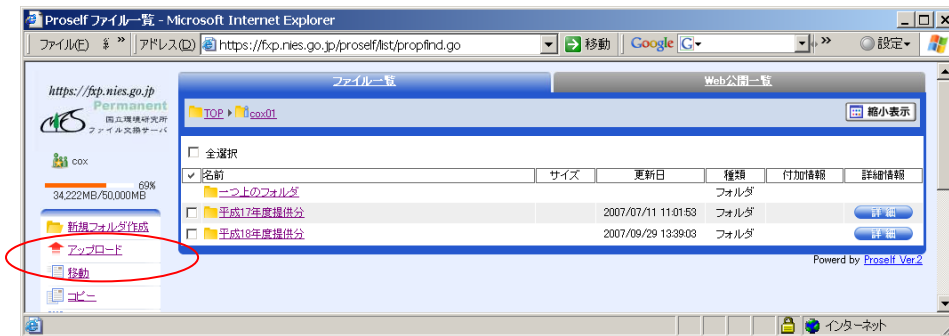 Proself ファイル一覧 - Microsoft Internet Explorer
ファイル(F) » アドレス(D) https://fxp.nies.go.jp/proself/list/propfind.go 移動 Google G » 設定
https://fxp.nies.go.jp
Permanent
国立環境研究所
ファイル交換サーバ
cox
69%
34,222MB/50,000MB
新規フォルダ作成
アップロード
移動
コピー
ファイル一覧 Web公開一覧
TOP cox01 縮小表示
全選択
名前 サイズ 更新日 種類 付加情報 詳細情報
一つ上のフォルダ フォルダ
平成17年度提供分 2007/07/11 11:01:53 フォルダ 詳細
平成18年度提供分 2007/09/29 13:39:03 フォルダ 詳細
Powerd by Proself Ver.2
インターネット